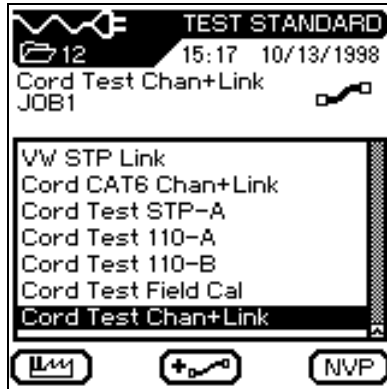 TEST STANDARD
12
15:17 10/13/1998
Cord Test Chan+Link
JOB1
VW STP Link
Cord CAT6 Chan+Link
Cord Test STP-A
Cord Test 110-A
Cord Test 110-B
Cord Test Field Cal
Cord Test Chan+Link
+
NVP